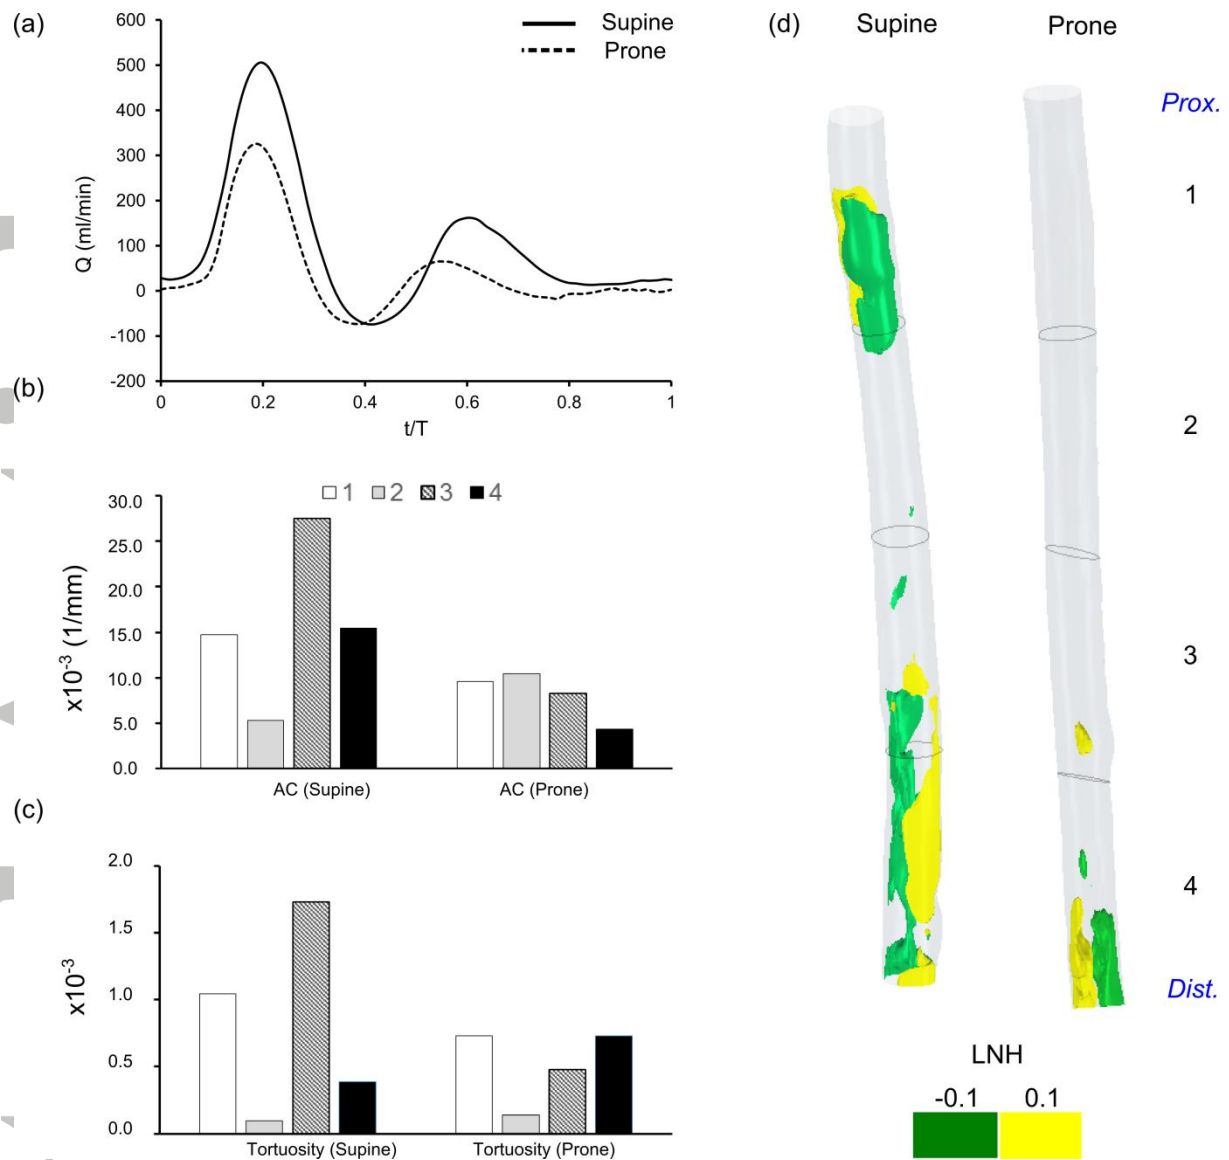 (a)
600
500
400
300
200
100
0
-100
-200
Q (ml/min)
0 0.2 0.4 0.6 0.8 1
t/T
Supine
Prone
(b)
1 2 3 4
30.0
25.0
20.0
15.0
10.0
5.0
0.0
x10⁻³ (1/mm)
AC (Supine) AC (Prone)
(c)
2.0
1.5
1.0
0.5
0.0
x10⁻³
Tortuosity (Supine) Tortuosity (Prone)
(d) Supine Prone
Prox.
1
2
3
4
Dist.
LNH
-0.1 0.1